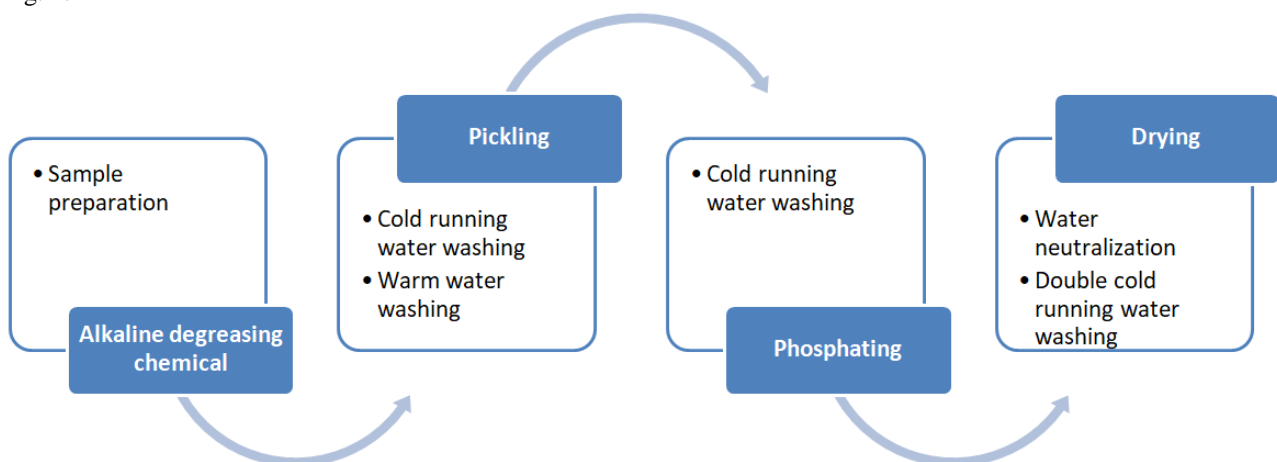 • Sample
preparation
Alkaline degreasing
chemical
Pickling
• Cold running
water washing
• Warm water
washing
• Cold running
water washing
Phosphating
Drying
• Water
neutralization
• Double cold
running water
washing